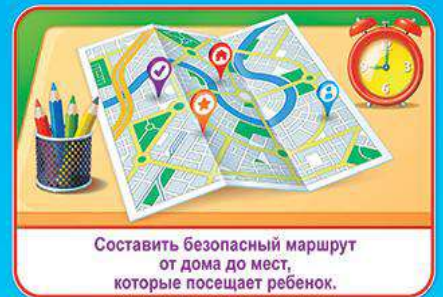 Составить безопасный маршрут
от дома до мест,
которые посещает ребенок.